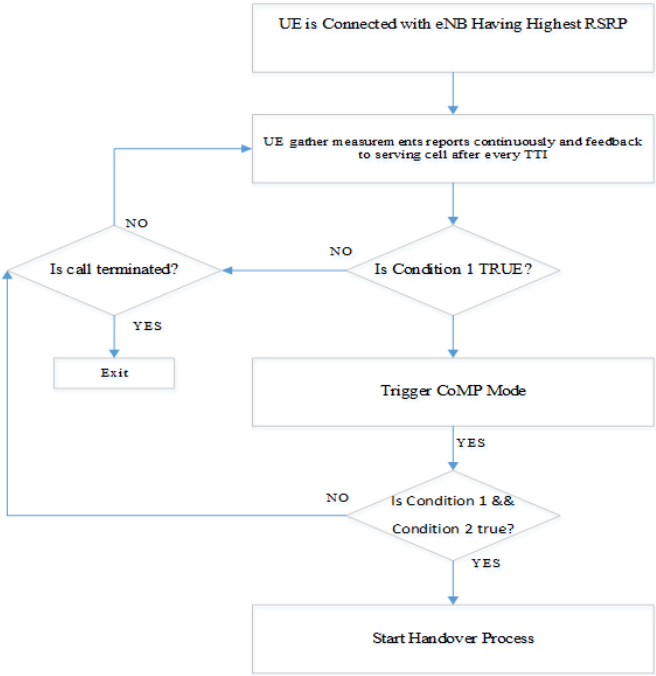 UE is Connected with eNB Having Highest RSRP
UE gather measurements reports continuously and feedback
to serving cell after every TTI
NO
NO
Is call terminated?
Is Condition 1 TRUE?
YES
Exit
Trigger CoMP Mode
YES
NO
Is Condition 1 &&
Condition 2 true?
YES
Start Handover Process